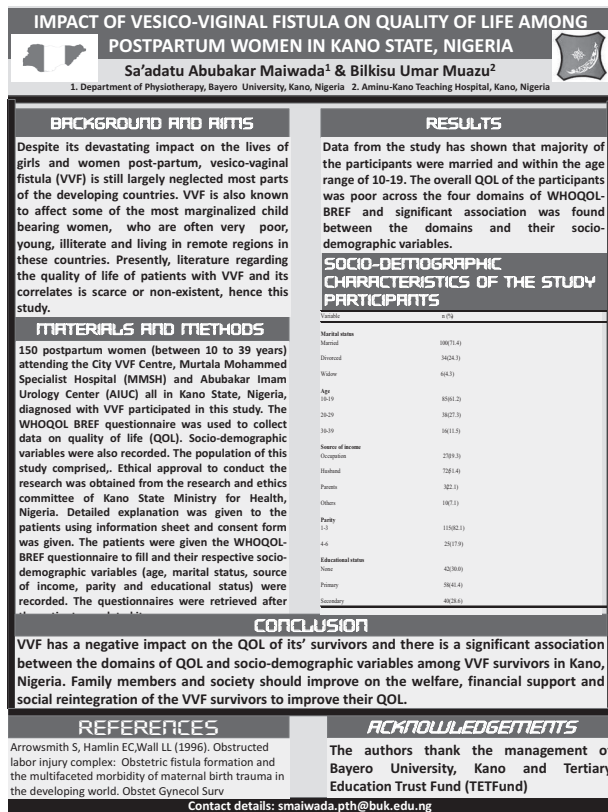 IMPACT OF VESICO-VIGINAL FISTULA ON QUALITY OF LIFE AMONG
POSTPARTUM WOMEN IN KANO STATE, NIGERIA
Sa'adatu Abubakar Maiwada1 & Bilkisu Umar Muazu2
1. Department of Physiotherapy, Bayero University, Kano, Nigeria 2. Aminu-Kano Teaching Hospital, Kano, Nigeria
BACKGROUND AND AIMS
Despite its devastating impact on the lives of
girls and women post-partum, vesico-vaginal
fistula (VVF) is still largely neglected most parts
of the developing countries. VVF is also known
to affect some of the most marginalized child
bearing women, who are often very poor,
young, illiterate and living in remote regions in
these countries. Presently, literature regarding
the quality of life of patients with VVF and its
correlates is scarce or non-existent, hence this
study.
MATERIALS AND METHODS
150 postpartum women (between 10 to 39 years)
attending the City VVF Centre, Murtala Mohammed
Specialist Hospital (MMSH) and Abubakar Imam
Urology Center (AIUC) all in Kano State, Nigeria,
diagnosed with VVF participated in this study. The
WHOQOL BREF questionnaire was used to collect
data on quality of life (QOL). Socio-demographic
variables were also recorded. The population of this
study comprised,. Ethical approval to conduct the
research was obtained from the research and ethics
committee of Kano State Ministry for Health,
Nigeria. Detailed explanation was given to the
patients using information sheet and consent form
was given. The patients were given the WHOQOL-
BREF questionnaire to fill and their respective socio-
demographic variables (age, marital status, source
of income, parity and educational status) were
recorded. The questionnaires were retrieved after
RESULTS
Data from the study has shown that majority of
the participants were married and within the age
range of 10-19. The overall QOL of the participants
was poor across the four domains of WHOQOL-
BREF and significant association was found
between the domains and their socio-
demographic variables.
SOCIO-DEMOGRAPHIC
CHARACTERISTICS OF THE STUDY
PARTICIPANTS
Variable n (%)
Marital status
Married 100(71.4)
Divorced 34(24.3)
Widow 6(4.3)
Age
10-19 85(61.2)
20-29 38(27.3)
30-39 16(11.5)
Source of income
Occupation 27(19.3)
Husband 72(51.4)
Parents
Others 10(7.1)
Parity
1-3 115(82.1)
4-6 25(17.9)
Educational status
None 42(30.0)
Primary 58(41.4)
Secondary 40(28.6)
CONCLUSION
VVF has a negative impact on the QOL of its' survivors and there is a significant association
between the domains of QOL and socio-demographic variables among VVF survivors in Kano,
Nigeria. Family members and society should improve on the welfare, financial support and
social reintegration of the VVF survivors to improve their QOL.
REFERENCES
Arrowsmith S, Hamlin EC,Wall LL (1996). Obstructed
labor injury complex: Obstetric fistula formation and
the multifaceted morbidity of maternal birth trauma in
the developing world. Obstet Gynecol Surv
ACKNOWLEDGEMENTS
The authors thank the management of
Bayero University, Kano and Tertiary
Education Trust Fund (TETFund)
Contact details: smaiwada.pth@buk.edu.ng